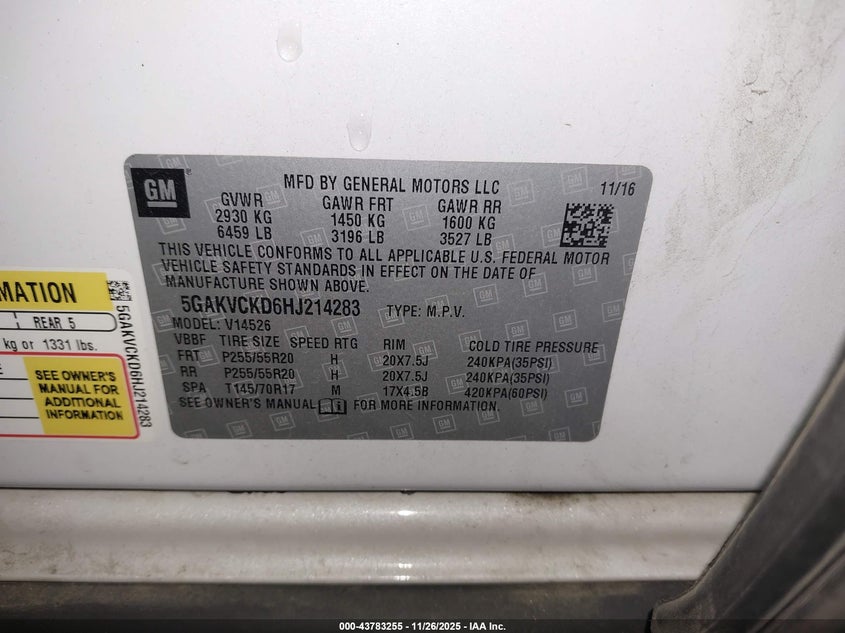 GM
MFD BY GENERAL MOTORS LLC 11/16
GVWR GAWR FRT GAWR RR
2930 KG 1450 KG 1600 KG
6459 LB 3196 LB 3527 LB
THIS VEHICLE CONFORMS TO ALL APPLICABLE U.S. FEDERAL MOTOR
VEHICLE SAFETY STANDARDS IN EFFECT ON THE DATE OF
MANUFACTURE SHOWN ABOVE.
5GAKVCKD6HJ214283 TYPE: M.P.V.
MODEL: V14526
VBBF TIRE SIZE SPEED RTG RIM COLD TIRE PRESSURE
FRT P255/55R20 H 20X7.5J 240KPA(35PSI)
RR P255/55R20 H 20X7.5J 240KPA(35PSI)
SPA T145/70R17 M 17X4.5B 420KPA(60PSI)
SEE OWNER'S MANUAL FOR MORE INFORMATION.
MATION
REAR 5
kg or 1331 lbs.
SEE OWNER'S
MANUAL FOR
ADDITIONAL
INFORMATION
5GAKVCKD6HJ214283
000-43783255 - 11/26/2025 - IAA Inc.